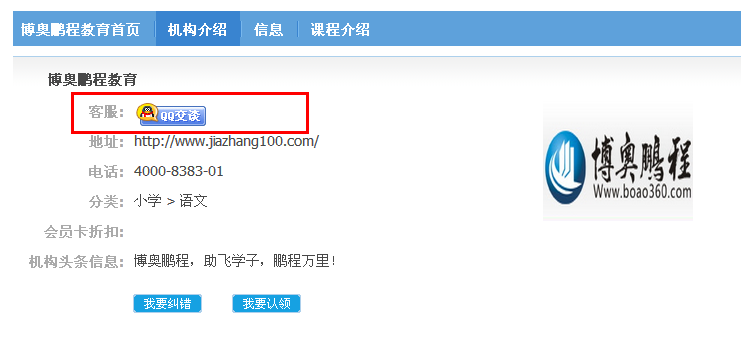 博奥鹏程教育首页 机构介绍 信息 课程介绍
博奥鹏程教育
客服: QQ交谈
地址: http://www.jiazhang100.com/
电话: 4000-8383-01
分类: 小学 > 语文
会员卡折扣:
机构头条信息: 博奥鹏程，助飞学子，鹏程万里！
我要纠错 我要认领
博奥鹏程
Www.boao360.com